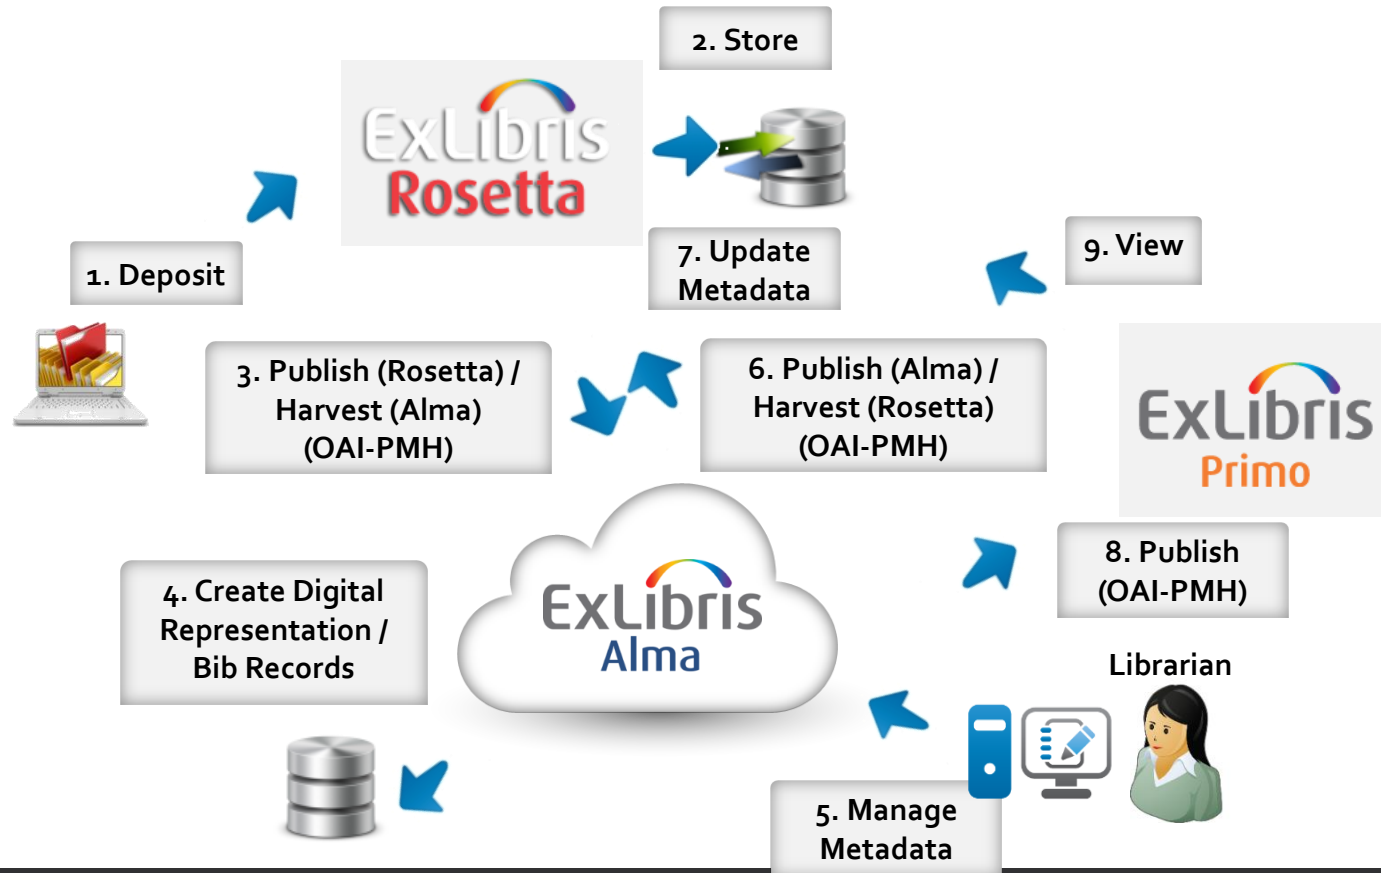 2. Store
ExLibris
Rosetta
1. Deposit
7. Update
Metadata
9. View
3. Publish (Rosetta) /
Harvest (Alma)
(OAI-PMH)
6. Publish (Alma) /
Harvest (Rosetta)
(OAI-PMH)
ExLibris
Primo
4. Create Digital
Representation /
Bib Records
ExLibris
Alma
8. Publish
(OAI-PMH)
Librarian
5. Manage
Metadata